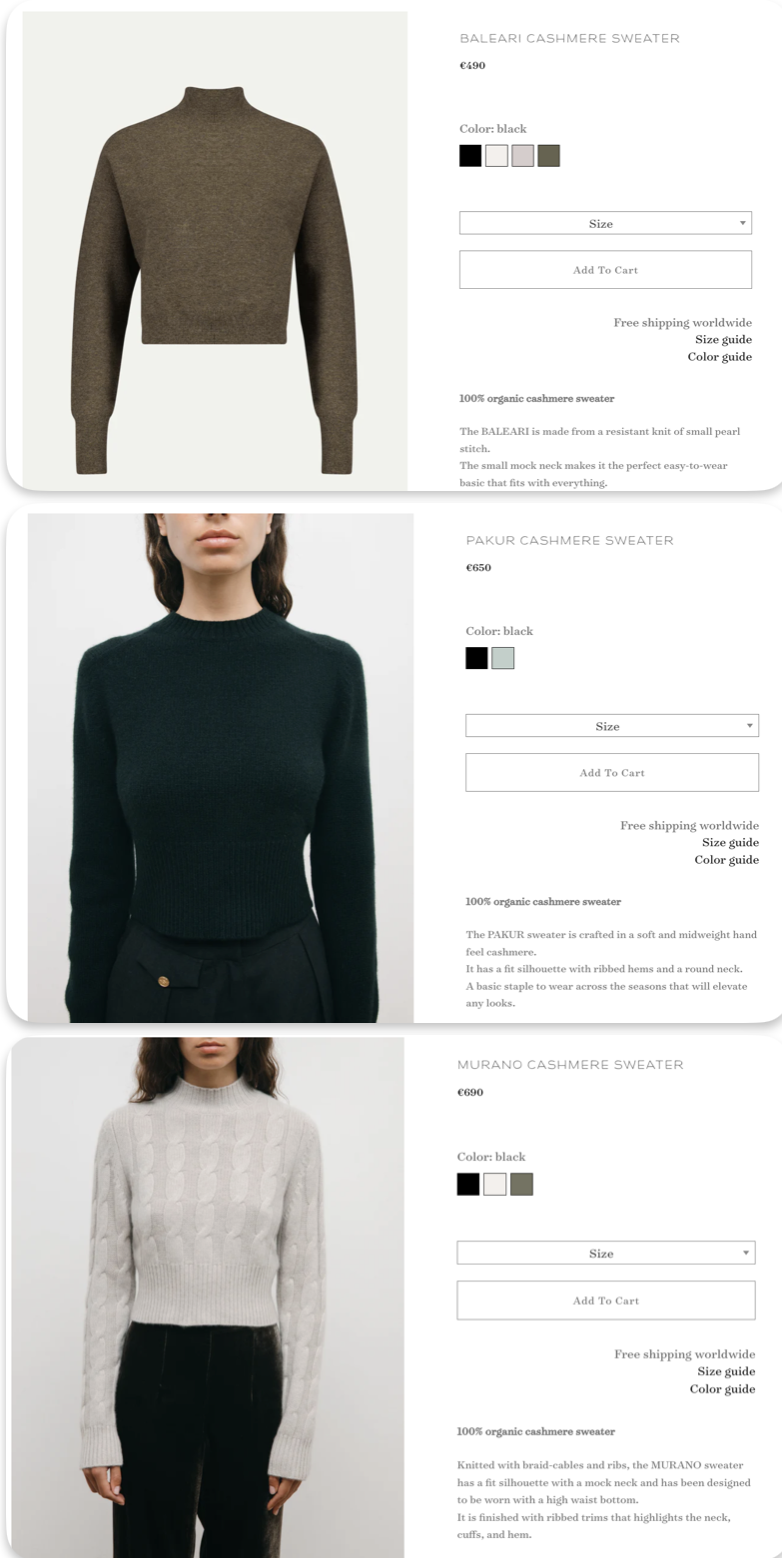 BALEARI CASHMERE SWEATER
€490
Color: black
Size
Add To Cart
Free shipping worldwide
Size guide
Color guide
100% organic cashmere sweater
The BALEARI is made from a resistant knit of small pearl
stitch.
The small mock neck makes it the perfect easy-to-wear
basic that fits with everything.
PAKUR CASHMERE SWEATER
€650
Color: black
Size
Add To Cart
Free shipping worldwide
Size guide
Color guide
100% organic cashmere sweater
The PAKUR sweater is crafted in a soft and midweight hand
feel cashmere.
It has a fit silhouette with ribbed hems and a round neck.
A basic staple to wear across the seasons that will elevate
any looks.
MURANO CASHMERE SWEATER
€690
Color: black
Size
Add To Cart
Free shipping worldwide
Size guide
Color guide
100% organic cashmere sweater
Knitted with braid-cables and ribs, the MURANO sweater
has a fit silhouette with a mock neck and has been designed
to be worn with a high waist bottom.
It is finished with ribbed trims that highlights the neck,
cuffs, and hem.